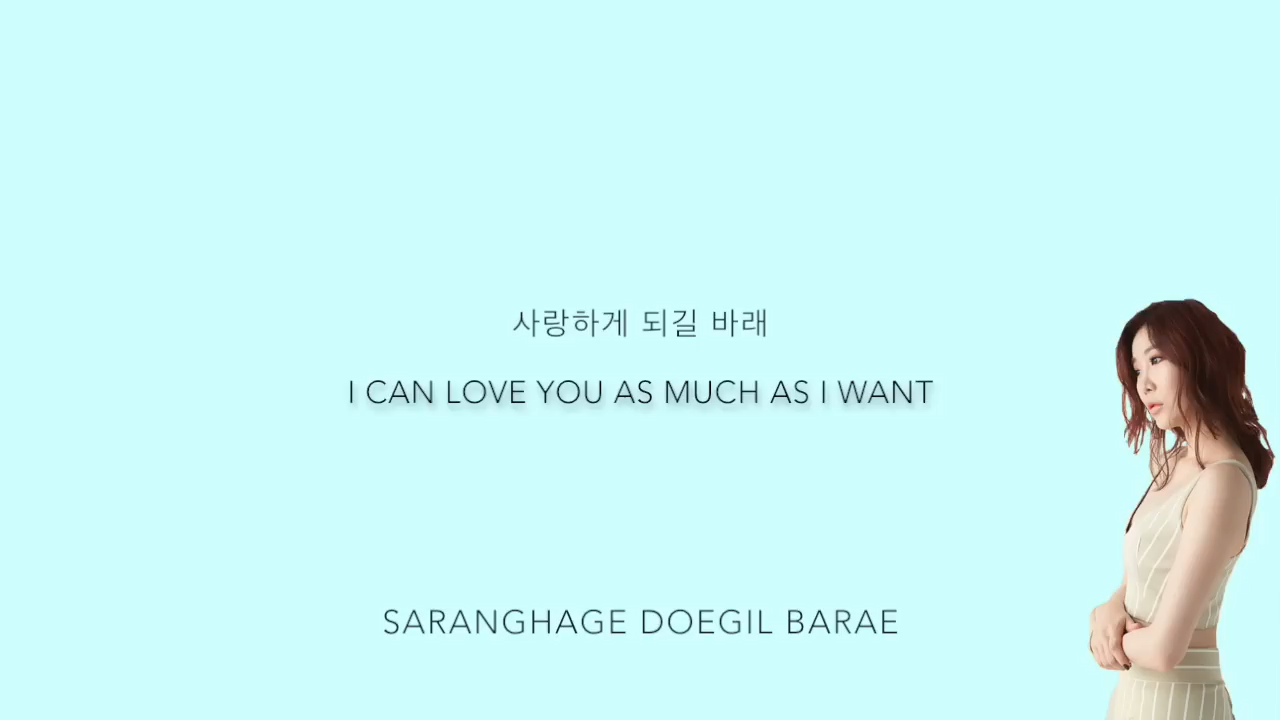 사랑하게 되길 바래
I CAN LOVE YOU AS MUCH AS I WANT
SARANGHAGE DOEGIL BARAE